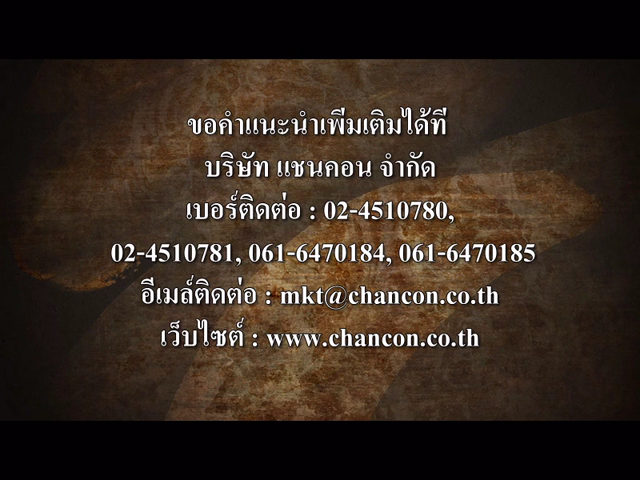 ขอคำแนะนำเพิ่มเติมได้ที่
บริษัท แชนคอน จำกัด
เบอร์ติดต่อ : 02-4510780,
02-4510781, 061-6470184, 061-6470185
อีเมล์ติดต่อ : mkt@chancon.co.th
เว็บไซต์ : www.chancon.co.th